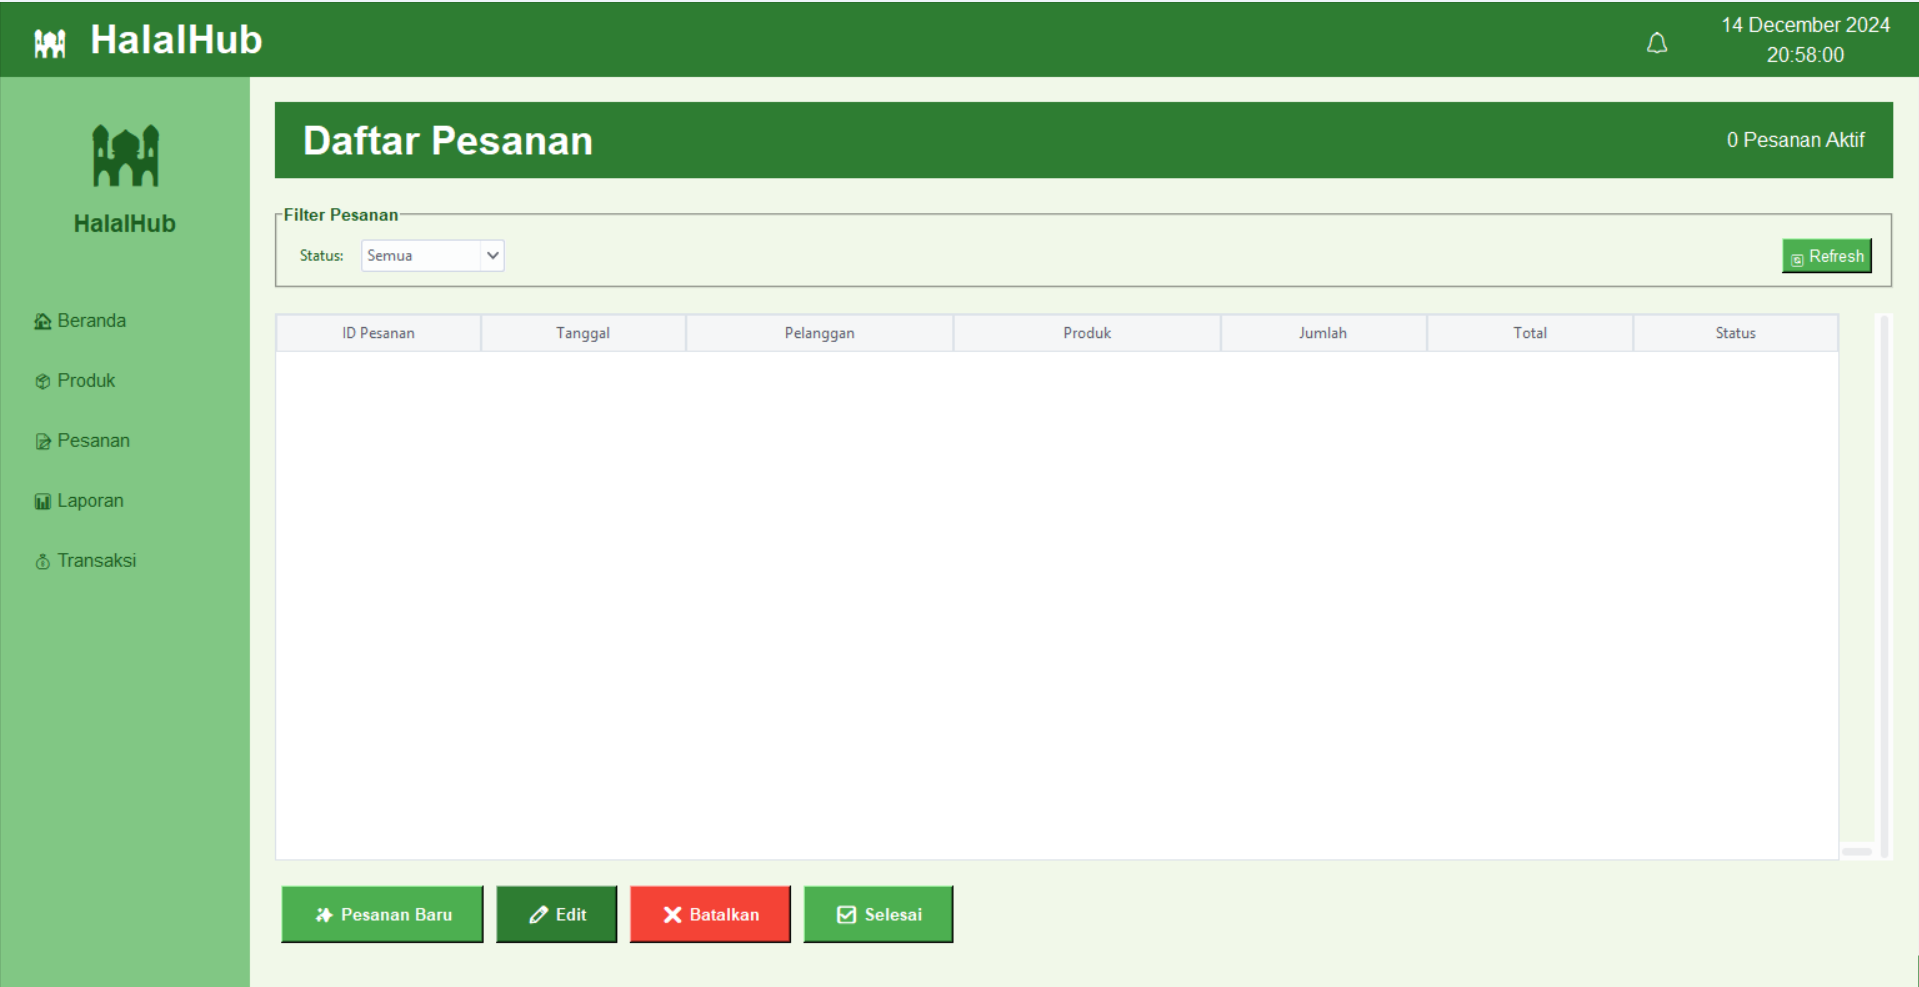 HalalHub
14 December 2024
20:58:00
HalalHub
Beranda
Produk
Pesanan
Laporan
Transaksi
Daftar Pesanan
0 Pesanan Aktif
Filter Pesanan
Status: Semua
Refresh
ID Pesanan Tanggal Pelanggan Produk Jumlah Total Status
Pesanan Baru Edit Batalkan Selesai